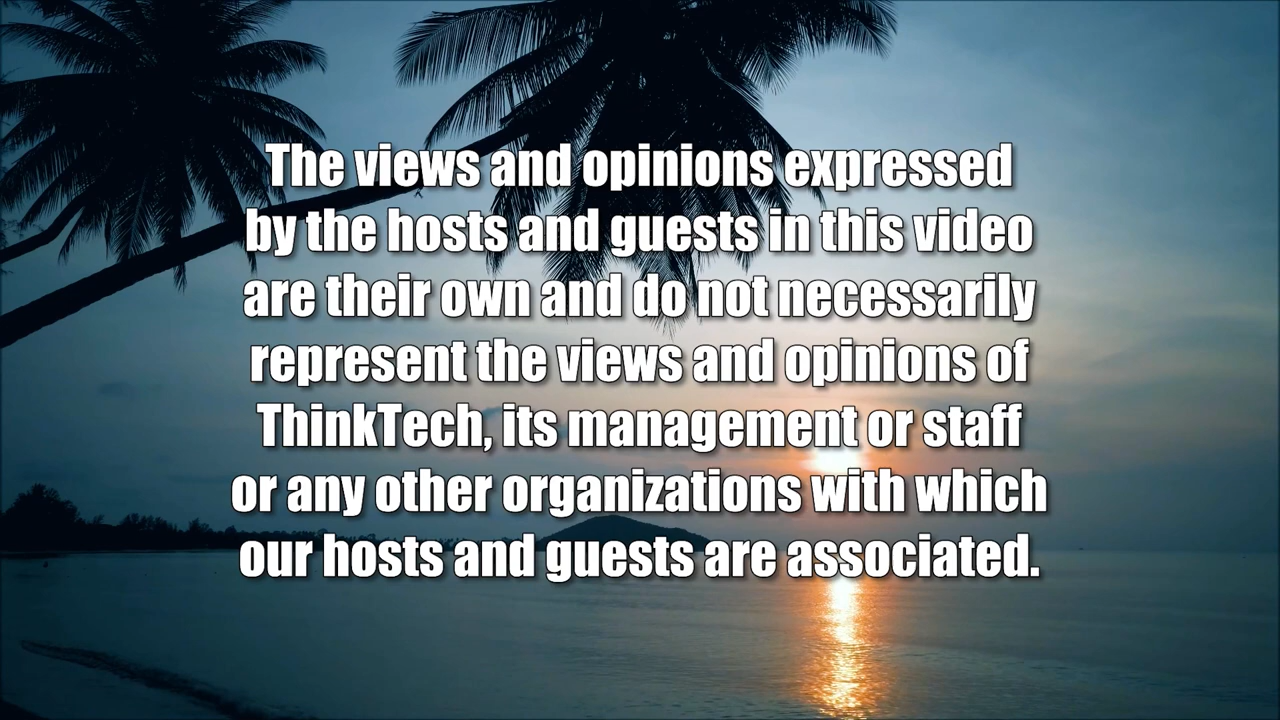 The views and opinions expressed
by the hosts and guests in this video
are their own and do not necessarily
represent the views and opinions of
ThinkTech, its management or staff
or any other organizations with which
our hosts and guests are associated.